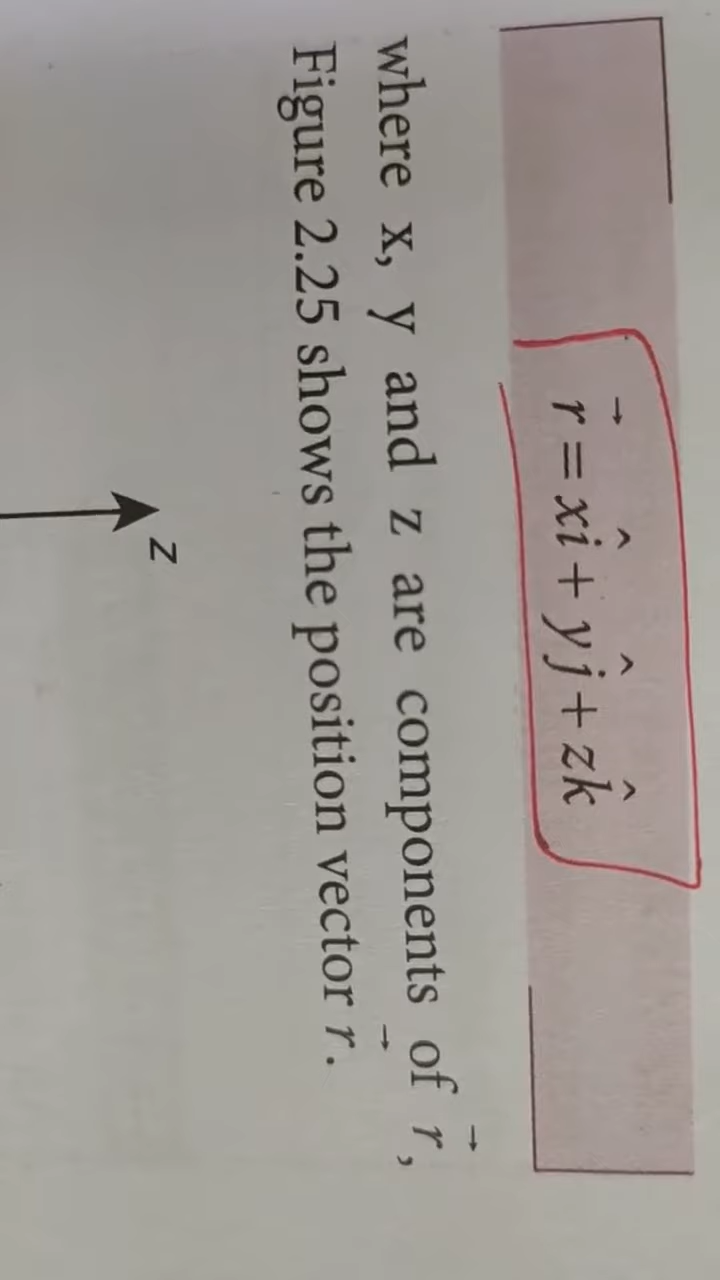 r⃗ = xî + yĵ + zk̂
where x, y and z are components of r⃗,
Figure 2.25 shows the position vector r⃗.
z